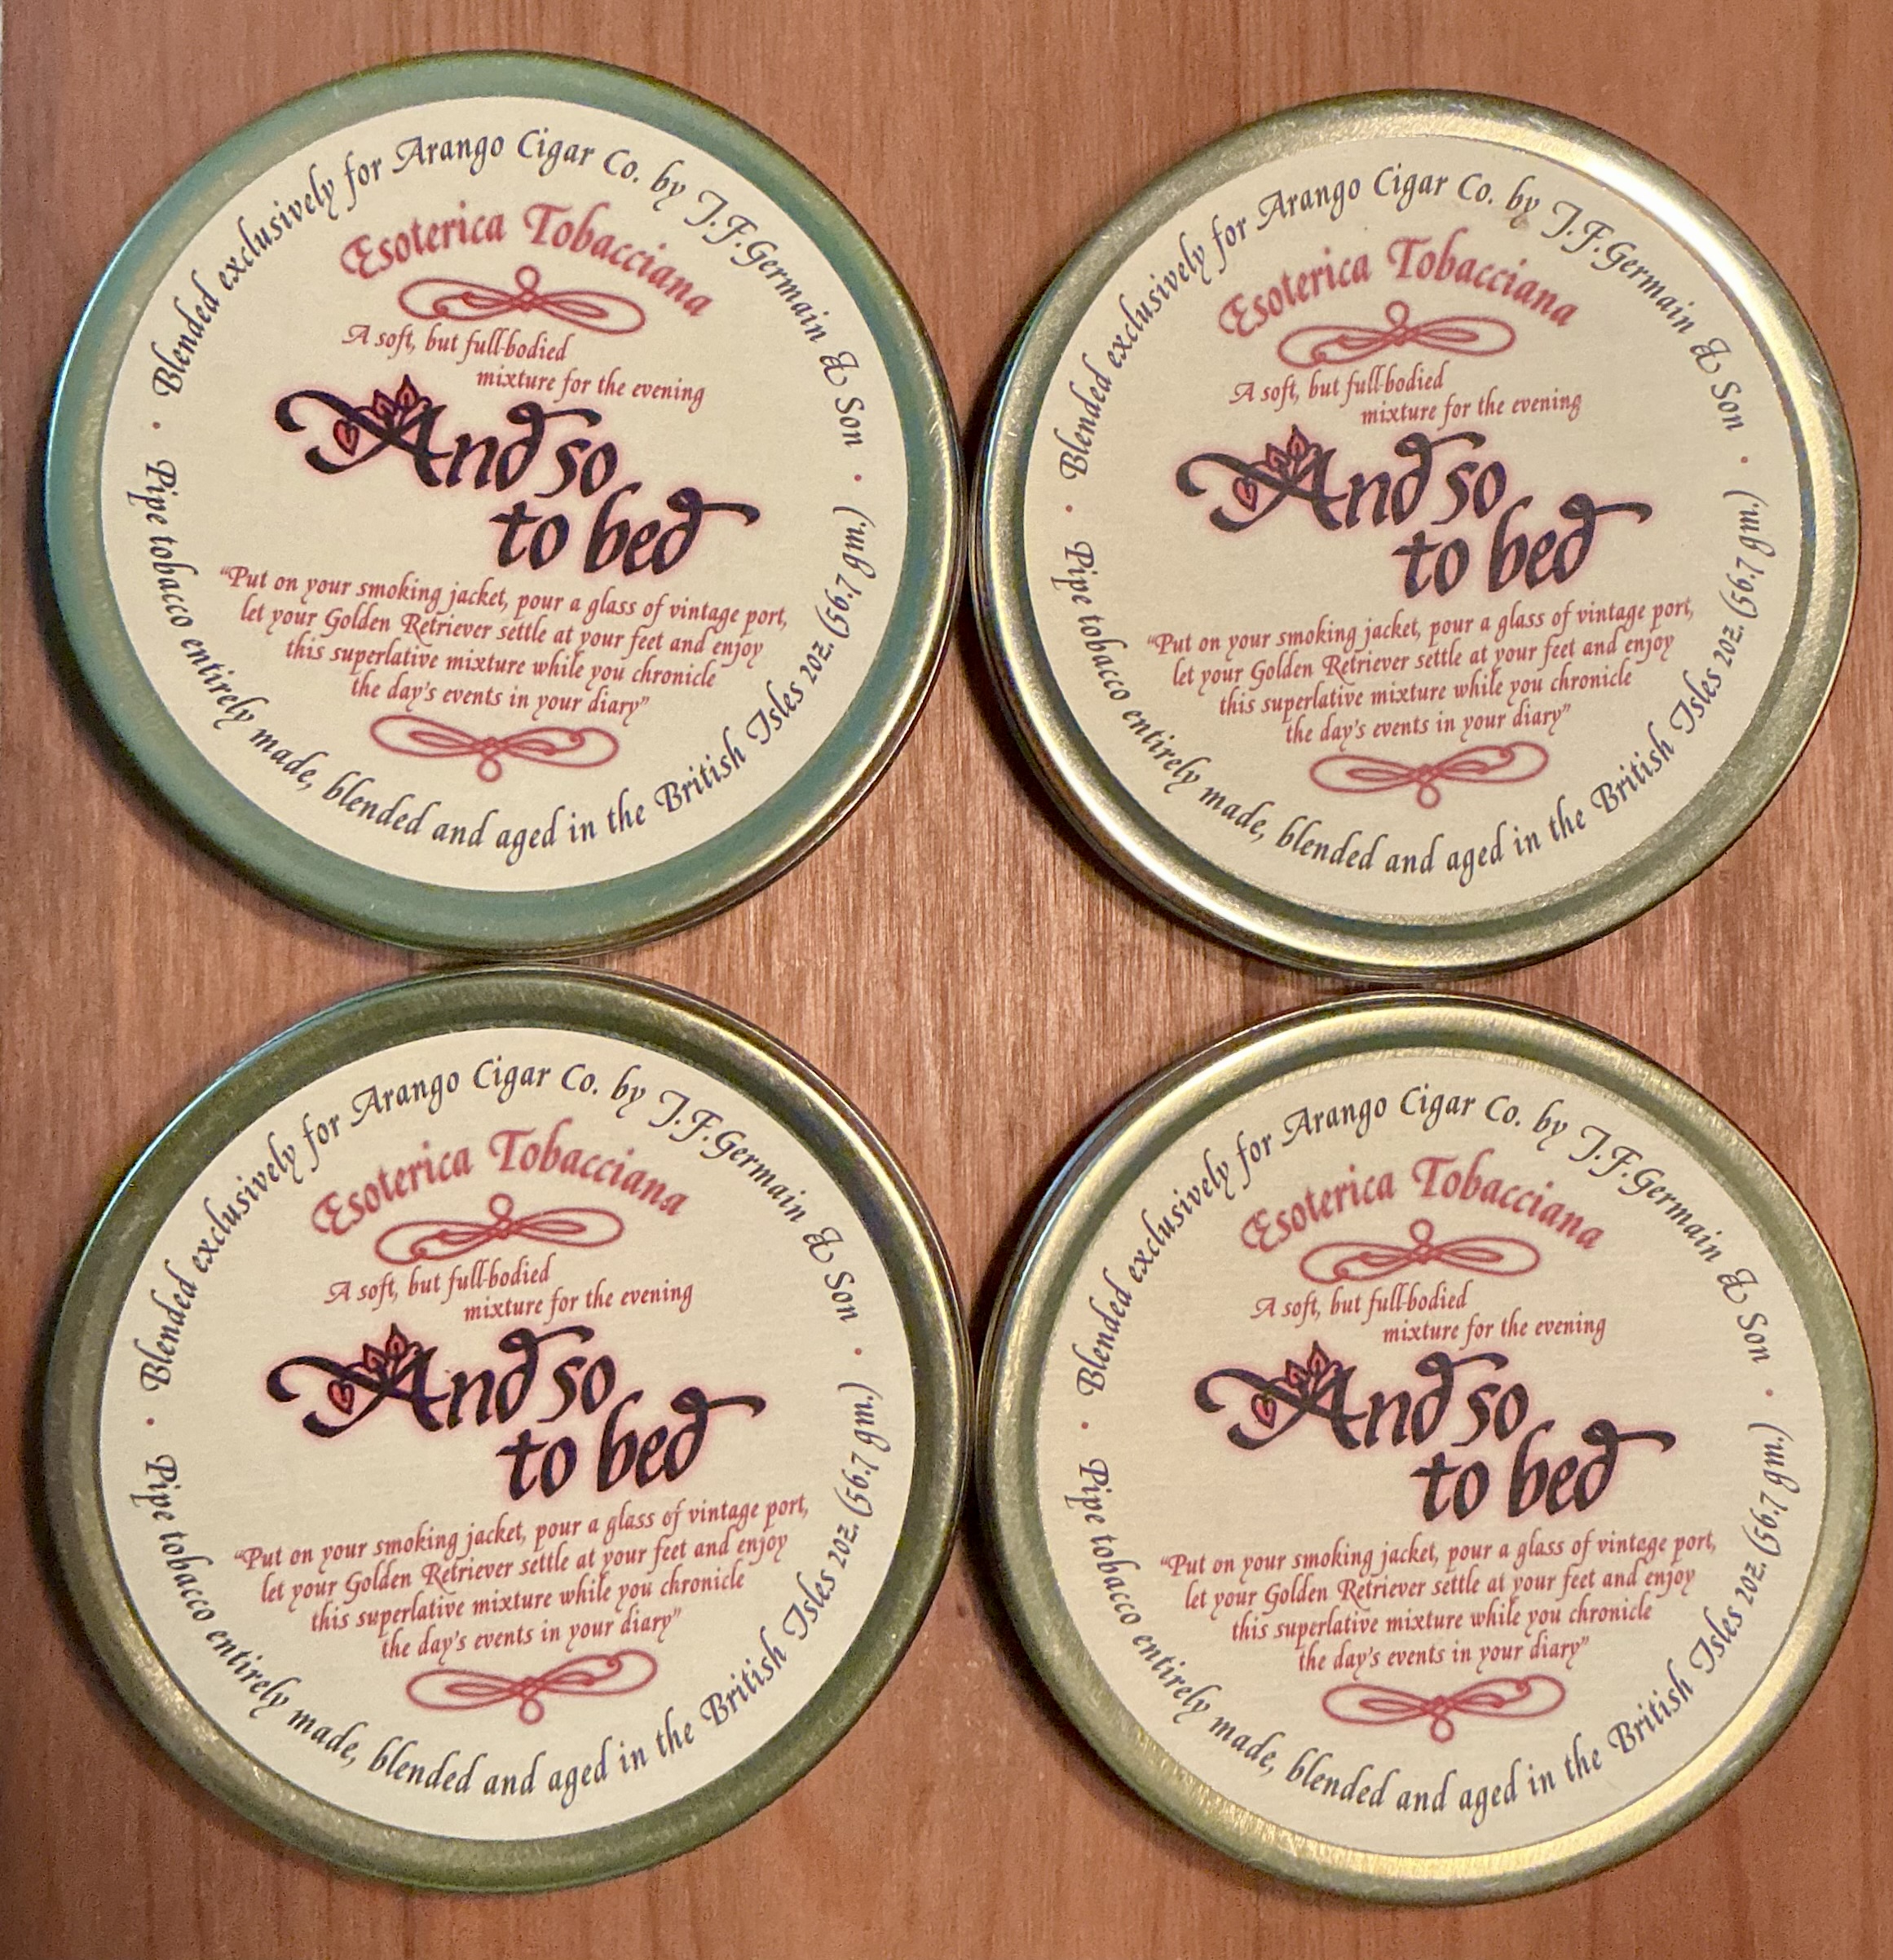 Blended exclusively for Arango Cigar Co. by J.F.Germain & Son
Esoterica Tobacciana
A soft, but full-bodied
mixture for the evening
And so
to bed
“Put on your smoking jacket, pour a glass of vintage port,
let your Golden Retriever settle at your feet and enjoy
this superlative mixture while you chronicle
the day's events in your diary”
Pipe tobacco entirely made, blended and aged in the British Isles 2oz. (56.7 gm.)
Blended exclusively for Arango Cigar Co. by J.F.Germain & Son
Esoterica Tobacciana
A soft, but full-bodied
mixture for the evening
And so
to bed
“Put on your smoking jacket, pour a glass of vintage port,
let your Golden Retriever settle at your feet and enjoy
this superlative mixture while you chronicle
the day's events in your diary”
Pipe tobacco entirely made, blended and aged in the British Isles 2oz. (56.7 gm.)
Blended exclusively for Arango Cigar Co. by J.F.Germain & Son
Esoterica Tobacciana
A soft, but full-bodied
mixture for the evening
And so
to bed
“Put on your smoking jacket, pour a glass of vintage port,
let your Golden Retriever settle at your feet and enjoy
this superlative mixture while you chronicle
the day's events in your diary”
Pipe tobacco entirely made, blended and aged in the British Isles 2oz. (56.7 gm.)
Blended exclusively for Arango Cigar Co. by J.F.Germain & Son
Esoterica Tobacciana
A soft, but full-bodied
mixture for the evening
And so
to bed
“Put on your smoking jacket, pour a glass of vintage port,
let your Golden Retriever settle at your feet and enjoy
this superlative mixture while you chronicle
the day's events in your diary”
Pipe tobacco entirely made, blended and aged in the British Isles 2oz. (56.7 gm.)